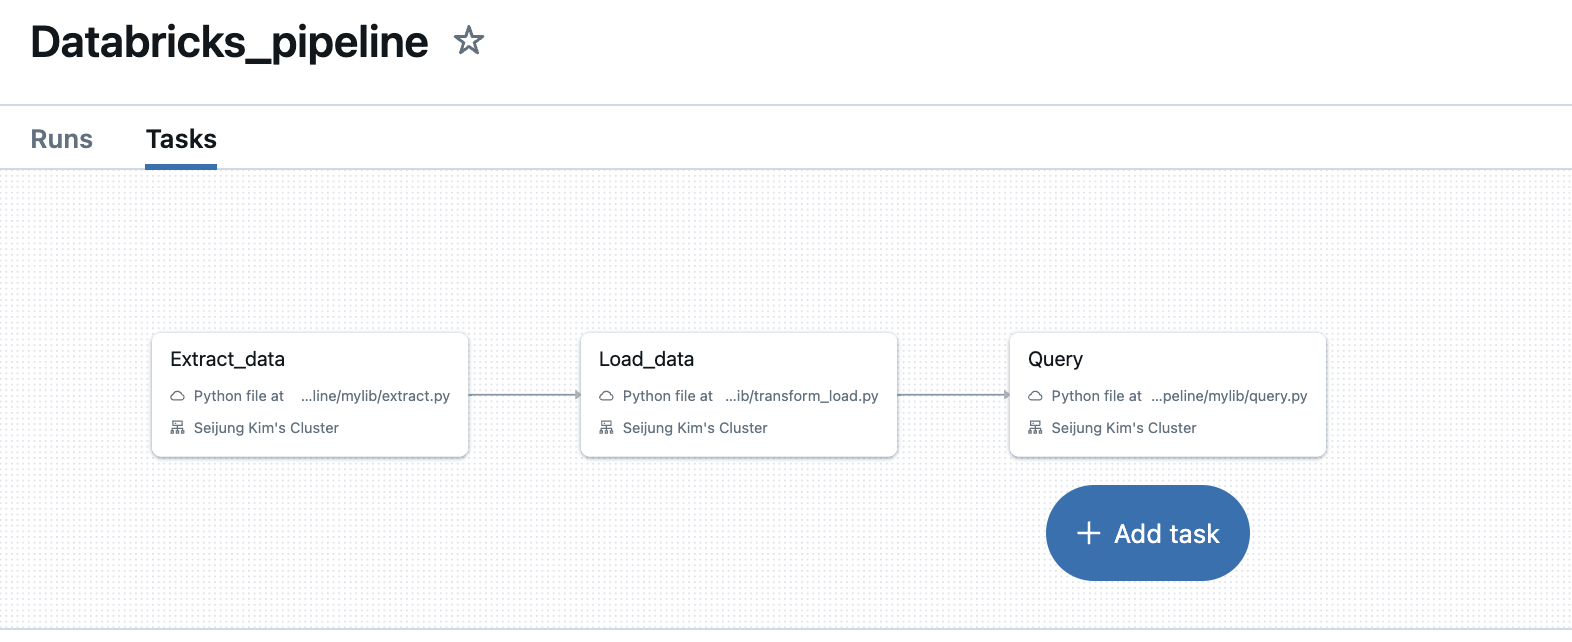 Databricks_pipeline
Runs
Tasks
Extract_data
Python file at ...line/mylib/extract.py
Seijung Kim's Cluster
Load_data
Python file at ...ib/transform_load.py
Seijung Kim's Cluster
Query
Python file at ...peline/mylib/query.py
Seijung Kim's Cluster
+ Add task